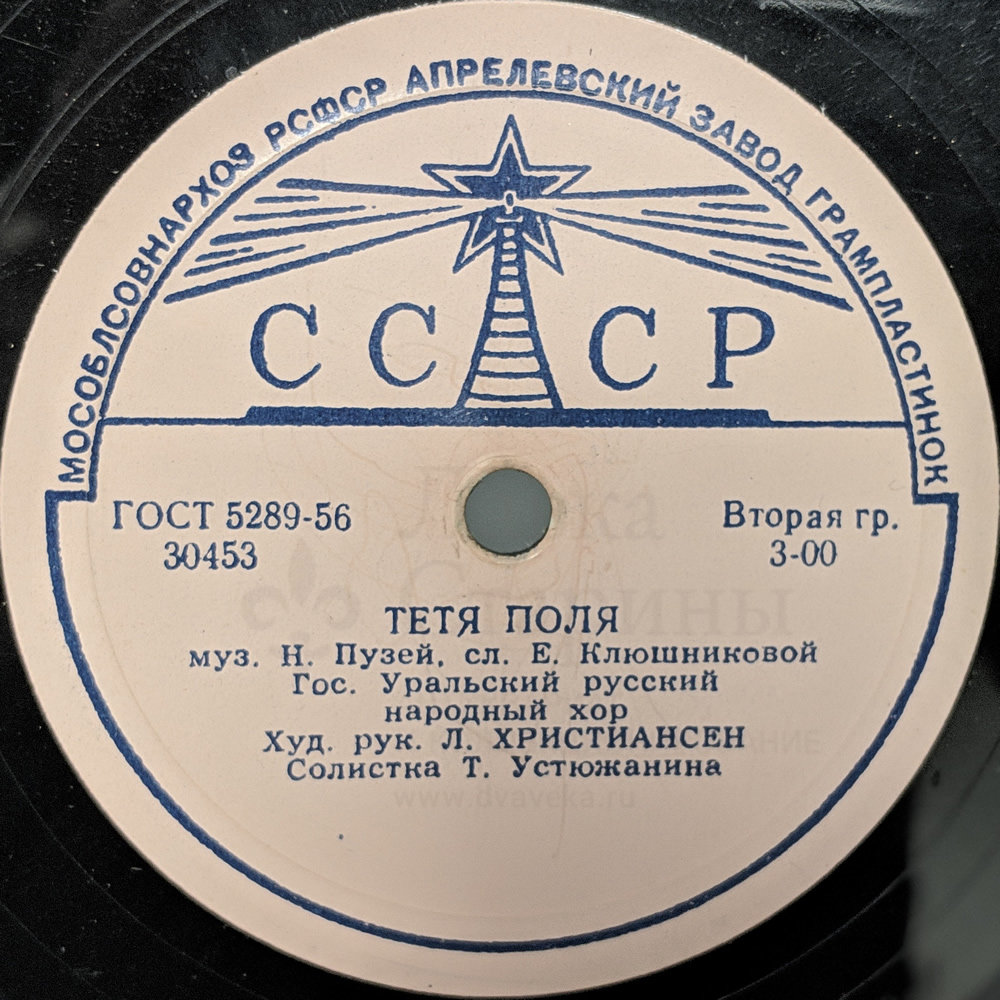 МОСОБЛСОВНАРХОЗ РСФСР АПРЕЛЕВСКИЙ ЗАВОД ГРАМПЛАСТИНОК
СССР
ГОСТ 5289-56
30453
Вторая гр.
3-00
ТЕТЯ ПОЛЯ
муз. Н. Пузей, сл. Е. Клюшниковой
Гос. Уральский русский
народный хор
Худ. рук. Л. ХРИСТИАНСЕН
Солистка Т. Устюжанина
www.dvaveka.ru